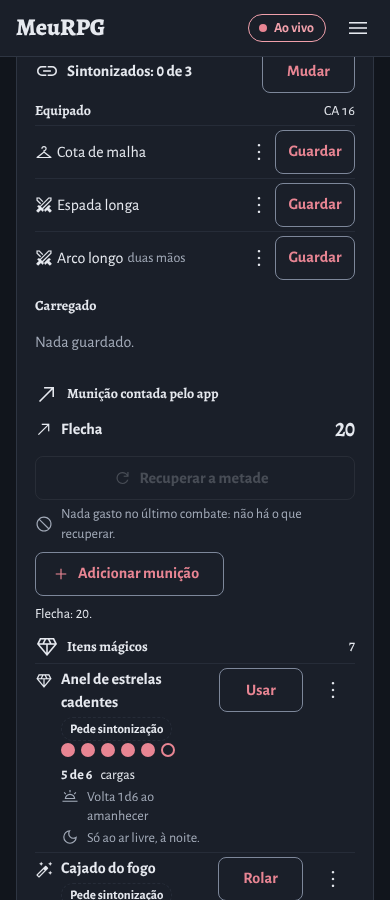 MeuRPG
Ao vivo
Sintonizados: 0 de 3
Mudar
Equipado
CA 16
Cota de malha
Guardar
Espada longa
Guardar
Arco longo duas mãos
Guardar
Carregado
Nada guardado.
Munição contada pelo app
Flecha
20
Recuperar a metade
Nada gasto no último combate: não há o que
recuperar.
+ Adicionar munição
Flecha: 20.
Itens mágicos
7
Anel de estrelas
cadentes
Usar
Pede sintonização
5 de 6 cargas
Volta 1d6 ao
amanhecer
Só ao ar livre, à noite.
Cajado do fogo
Rolar
Pede sintonização